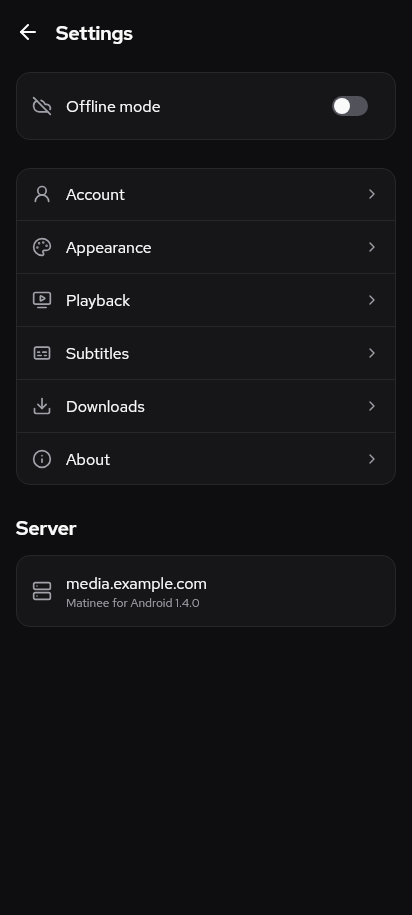 Settings
Offline mode
Account
Appearance
Playback
Subtitles
Downloads
About
Server
media.example.com
Matinee for Android 1.4.0